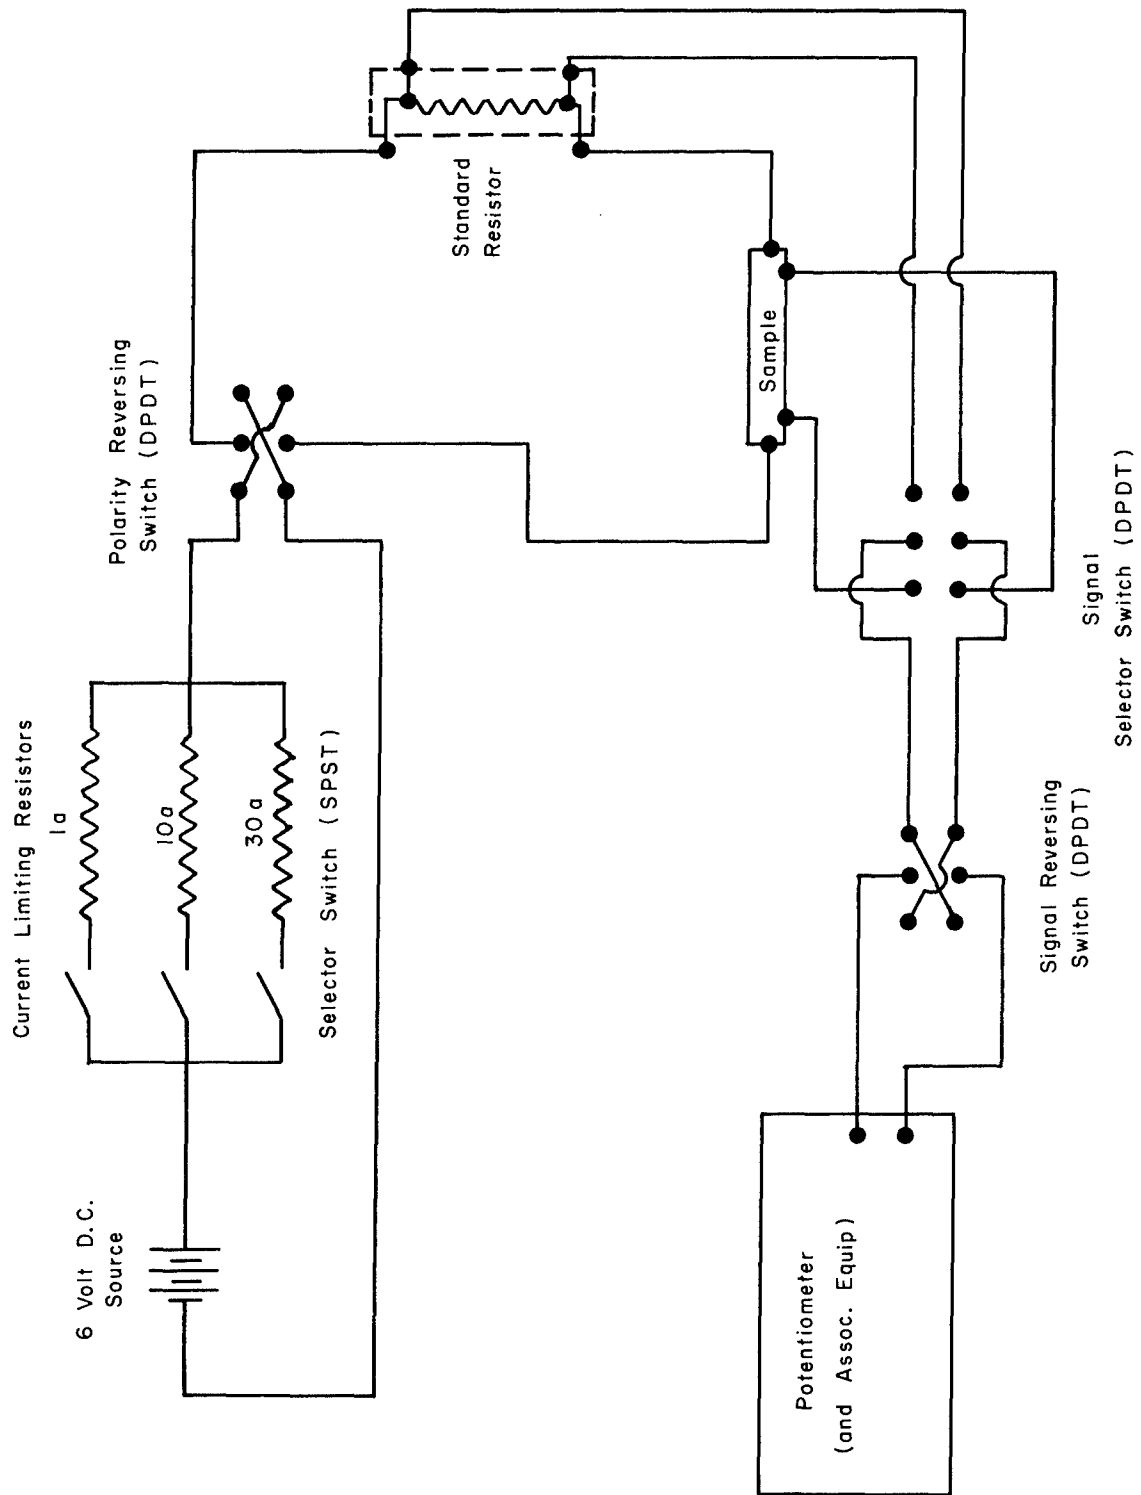 6 Volt D.C.
Source
Current Limiting Resistors
1a
10a
30a
Selector Switch (SPST)
Polarity Reversing
Switch (DPDT)
Standard
Resistor
Sample
Potentiometer
(and Assoc. Equip)
Signal Reversing
Switch (DPDT)
Signal
Selector Switch (DPDT)